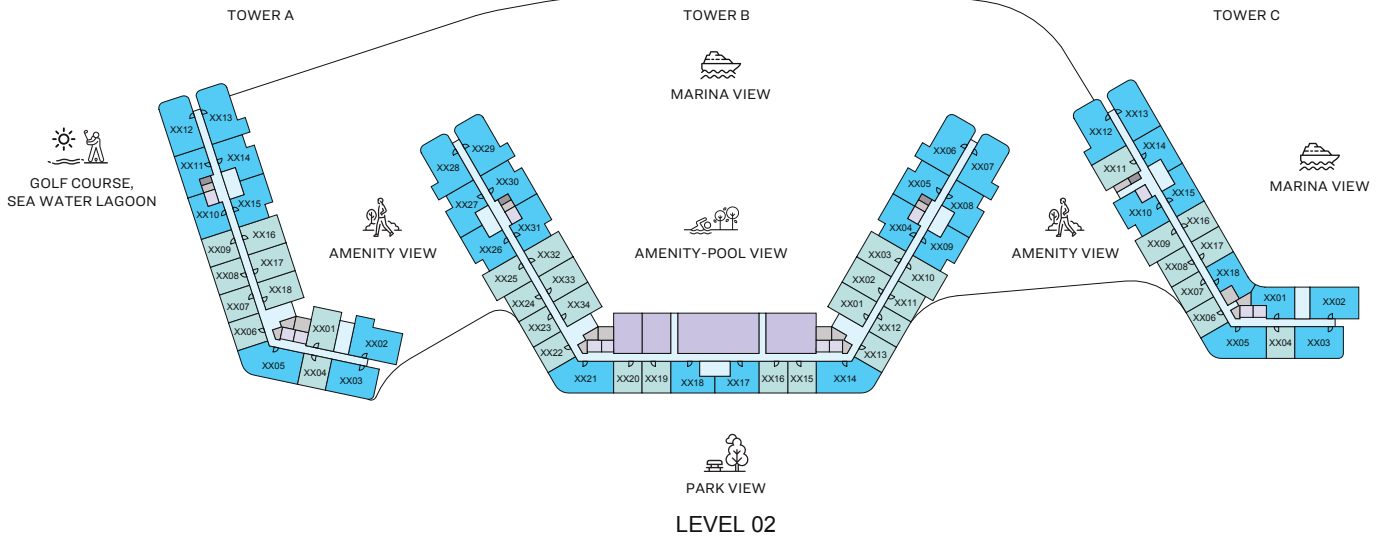 TOWER A
TOWER B
TOWER C
MARINA VIEW
GOLF COURSE,
SEA WATER LAGOON
AMENITY VIEW
AMENITY-POOL VIEW
AMENITY VIEW
MARINA VIEW
XX12
XX13
XX11
XX14
XX10
XX15
XX09
XX16
XX08
XX17
XX07
XX18
XX06
XX01
XX02
XX05
XX04
XX03
XX28
XX29
XX27
XX30
XX26
XX31
XX25
XX32
XX24
XX33
XX23
XX34
XX22
XX21
XX20
XX19
XX18
XX17
XX16
XX15
XX14
XX06
XX07
XX05
XX08
XX04
XX09
XX03
XX10
XX02
XX11
XX01
XX12
XX13
XX12
XX13
XX11
XX14
XX10
XX15
XX09
XX16
XX08
XX17
XX07
XX18
XX06
XX01
XX02
XX05
XX04
XX03
PARK VIEW
LEVEL 02